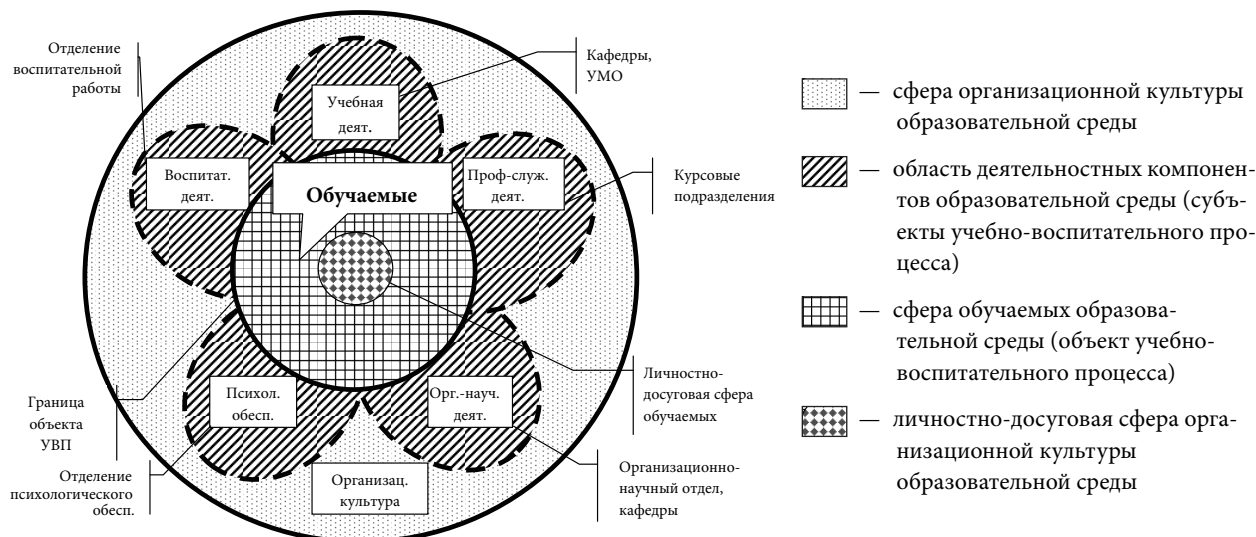 Отделение
воспитательной
работы
Кафедры,
УМО
Учебная
деят.
Воспитат.
деят.
Обучаемые
Проф-служ.
деят.
Курсовые
подразделения
Психол.
обесп.
Орг.-науч.
деят.
Личностно-
досуговая сфера
обучаемых
Граница
объекта
УВП
Отделение
психологического
обесп.
Организац.
культура
Организационно-
научный отдел,
кафедры
— сфера организационной культуры
образовательной среды
— область деятельностных компонен-
тов образовательной среды (субъ-
екты учебно-воспитательного про-
цесса)
— сфера обучаемых образова-
тельной среды (объект учебно-
воспитательного процесса)
— личностно-досуговая сфера орга-
низационной культуры
образовательной среды